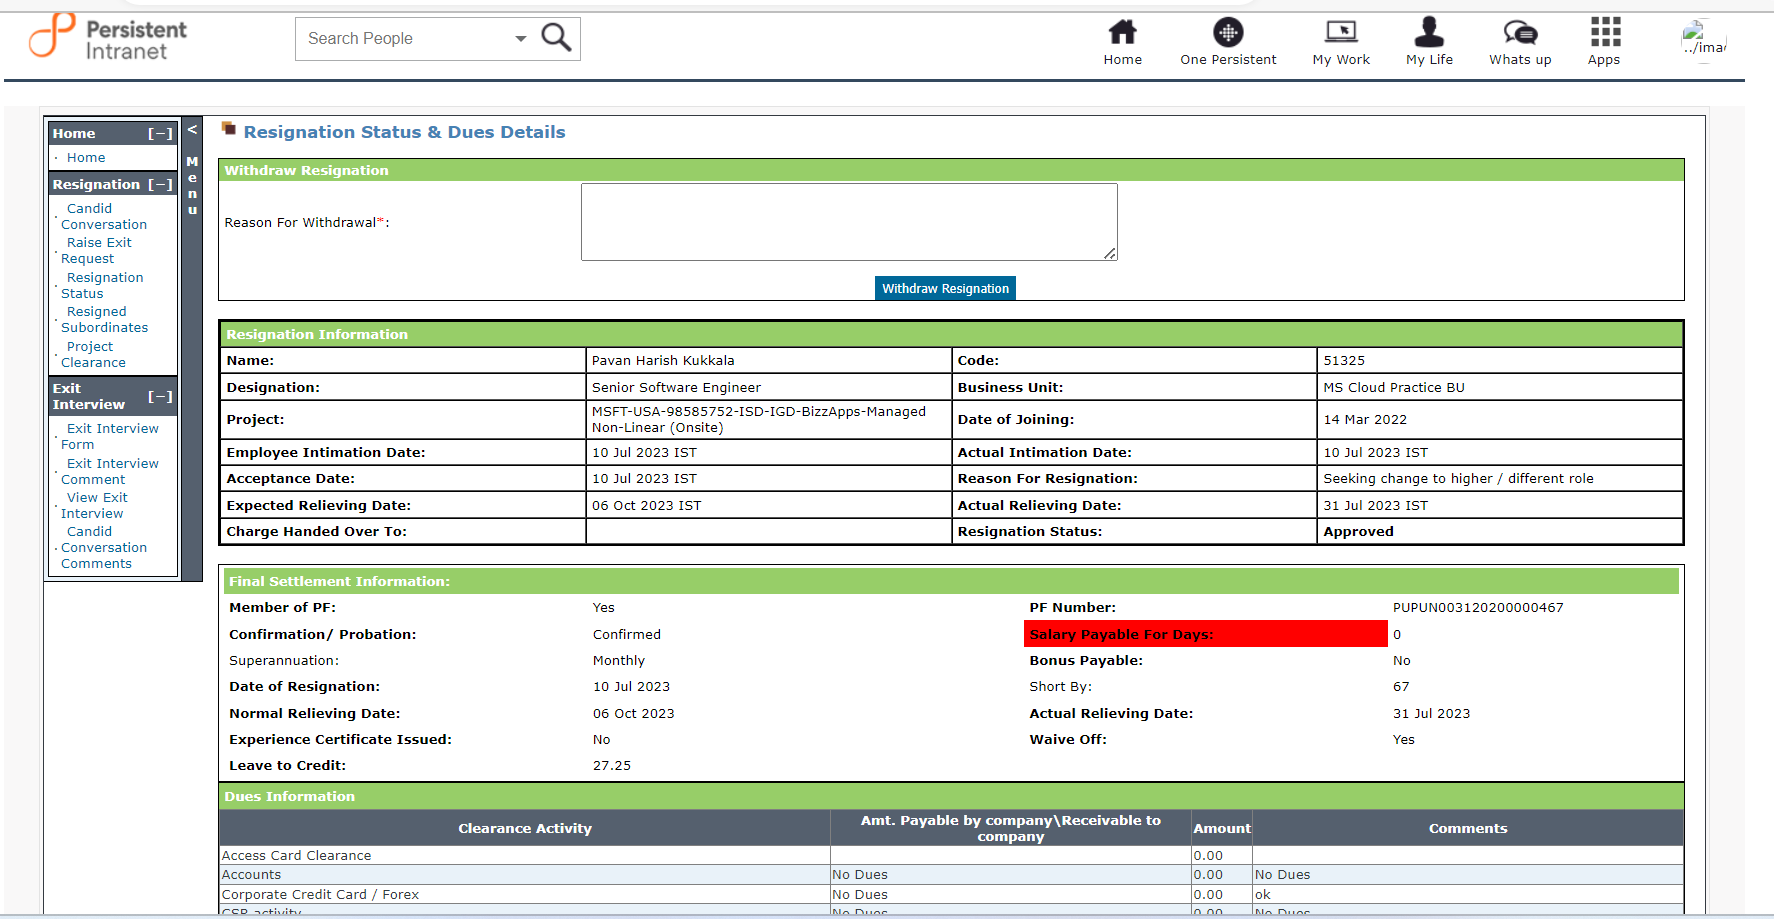 Persistent
Intranet
Search People
Home
One Persistent
My Work
My Life
Whats up
Apps
../ima
Home [−]
Home
Resignation [−]
Candid
Conversation
Raise Exit
Request
Resignation
Status
Resigned
Subordinates
Project
Clearance
Exit
Interview [−]
Exit Interview
Form
Exit Interview
Comment
View Exit
Interview
Candid
Conversation
Comments
<
M
e
n
u
Resignation Status & Dues Details
Withdraw Resignation
Reason For Withdrawal*:
Withdraw Resignation
Resignation Information
Name: Pavan Harish Kukkala Code: 51325
Designation: Senior Software Engineer Business Unit: MS Cloud Practice BU
Project: MSFT-USA-98585752-ISD-IGD-BizzApps-Managed
Non-Linear (Onsite) Date of Joining: 14 Mar 2022
Employee Intimation Date: 10 Jul 2023 IST Actual Intimation Date: 10 Jul 2023 IST
Acceptance Date: 10 Jul 2023 IST Reason For Resignation: Seeking change to higher / different role
Expected Relieving Date: 06 Oct 2023 IST Actual Relieving Date: 31 Jul 2023 IST
Charge Handed Over To: Resignation Status: Approved
Final Settlement Information:
Member of PF: Yes PF Number: PUPUN003120200000467
Confirmation/ Probation: Confirmed Salary Payable For Days: 0
Superannuation: Monthly Bonus Payable: No
Date of Resignation: 10 Jul 2023 Short By: 67
Normal Relieving Date: 06 Oct 2023 Actual Relieving Date: 31 Jul 2023
Experience Certificate Issued: No Waive Off: Yes
Leave to Credit: 27.25
Dues Information
Clearance Activity Amt. Payable by company\Receivable to
company Amount Comments
Access Card Clearance 0.00
Accounts No Dues 0.00 No Dues
Corporate Credit Card / Forex No Dues 0.00 ok
CSR activity No Dues 0.00 No Dues